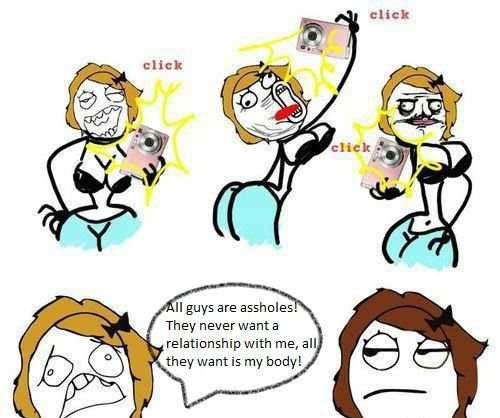 click
click
click
All guys are assholes!
They never want a
relationship with me, all
they want is my body!